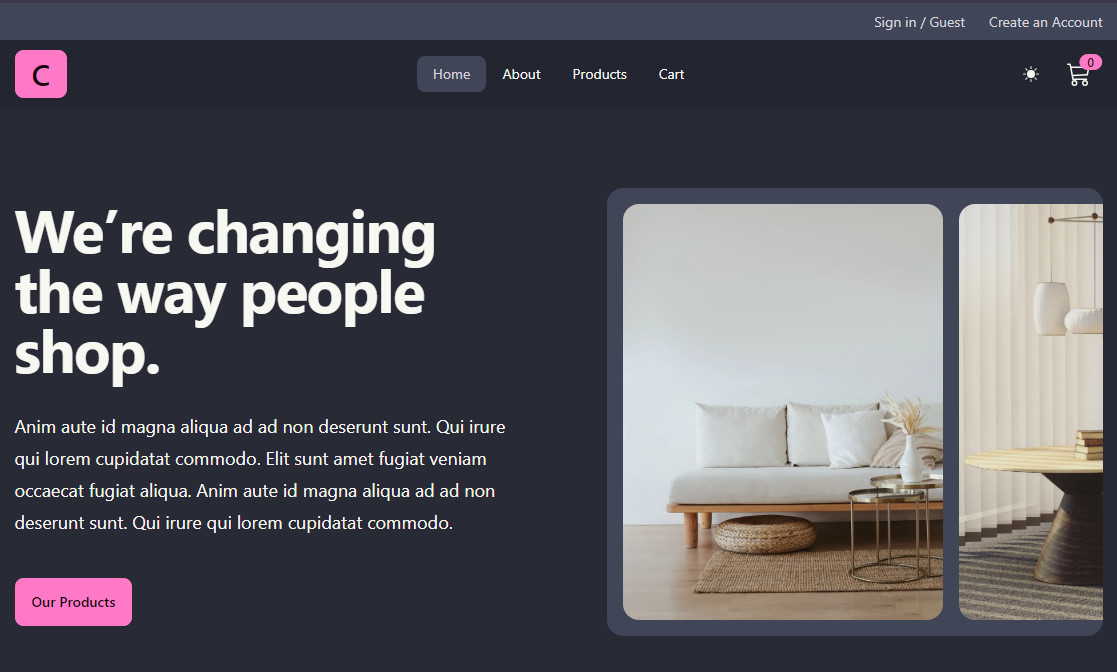 Sign in / Guest Create an Account
C
Home About Products Cart
0
We’re changing
the way people
shop.
Anim aute id magna aliqua ad ad non deserunt sunt. Qui irure
qui lorem cupidatat commodo. Elit sunt amet fugiat veniam
occaecat fugiat aliqua. Anim aute id magna aliqua ad ad non
deserunt sunt. Qui irure qui lorem cupidatat commodo.
Our Products